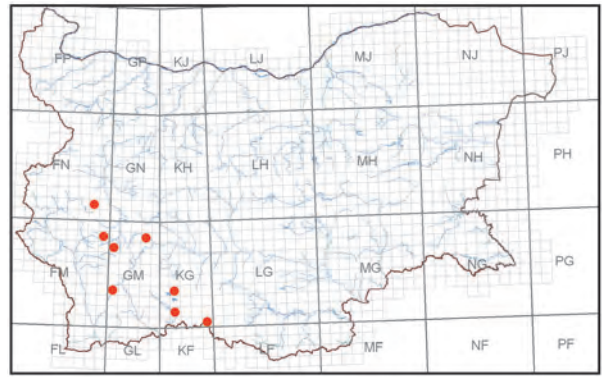 FP GP KJ LJ MJ NJ PJ
FN GN KH LH MH NH PH
FM GM KG LG MG NG PG
FL GL KF LF MF NF PF